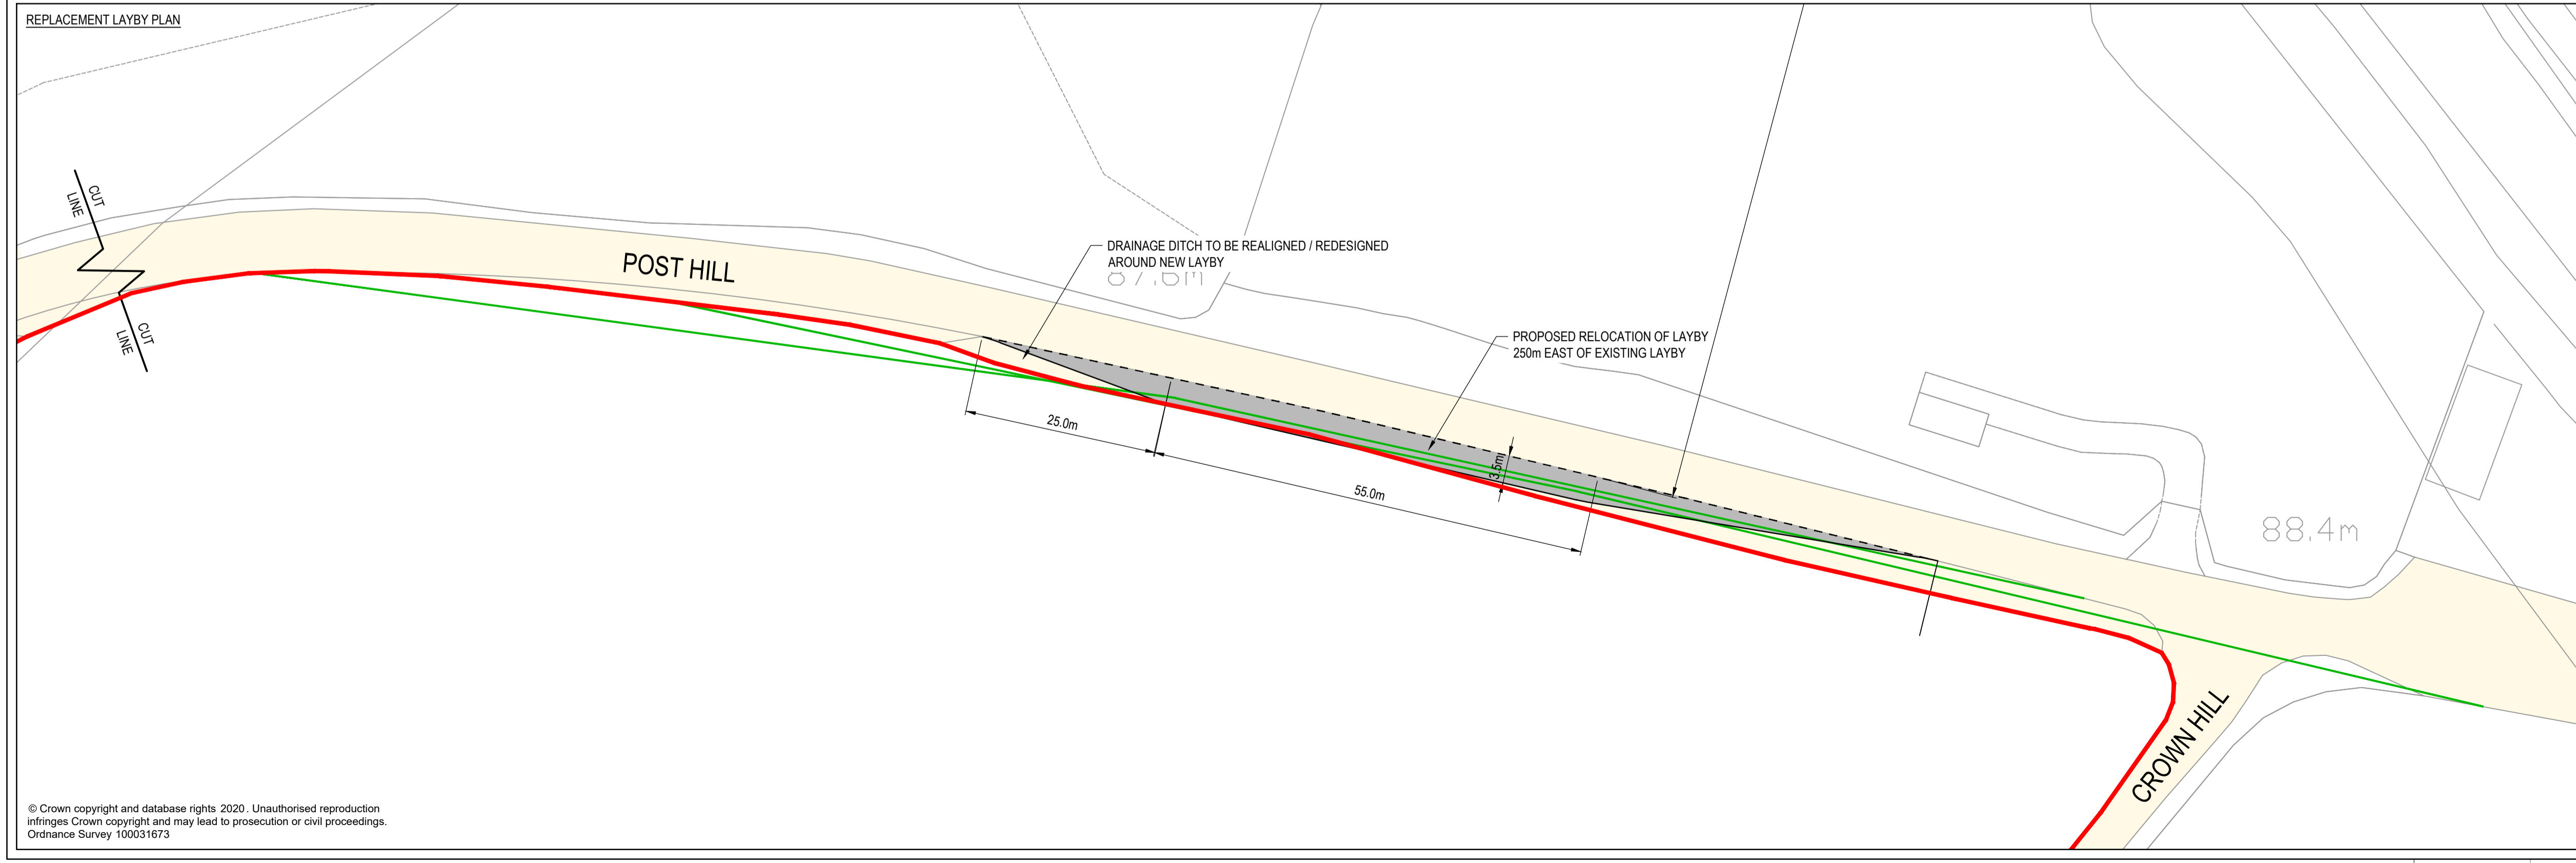 REPLACEMENT LAYBY PLAN
CUT
LINE
POST HILL
DRAINAGE DITCH TO BE REALIGNED / REDESIGNED
AROUND NEW LAYBY
87.6m
PROPOSED RELOCATION OF LAYBY
250m EAST OF EXISTING LAYBY
CUT
LINE
25.0m
3.5m
55.0m
88.4m
CROWN HILL
© Crown copyright and database rights 2020. Unauthorised reproduction
infringes Crown copyright and may lead to prosecution or civil proceedings.
Ordnance Survey 100031673